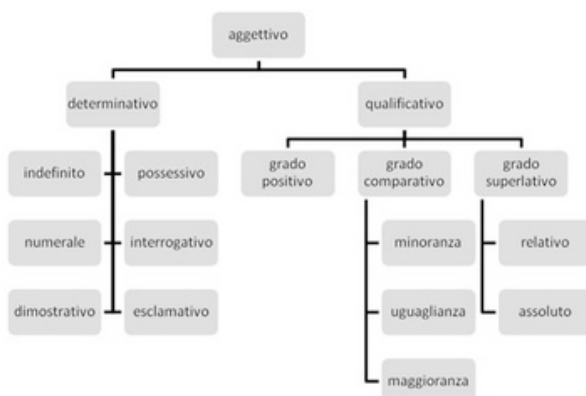 aggettivo
determinativo
qualificativo
indefinito
possessivo
numerale
interrogativo
dimostrativo
esclamativo
grado
positivo
grado
comparativo
grado
superlativo
minoranza
uguaglianza
maggioranza
relativo
assoluto